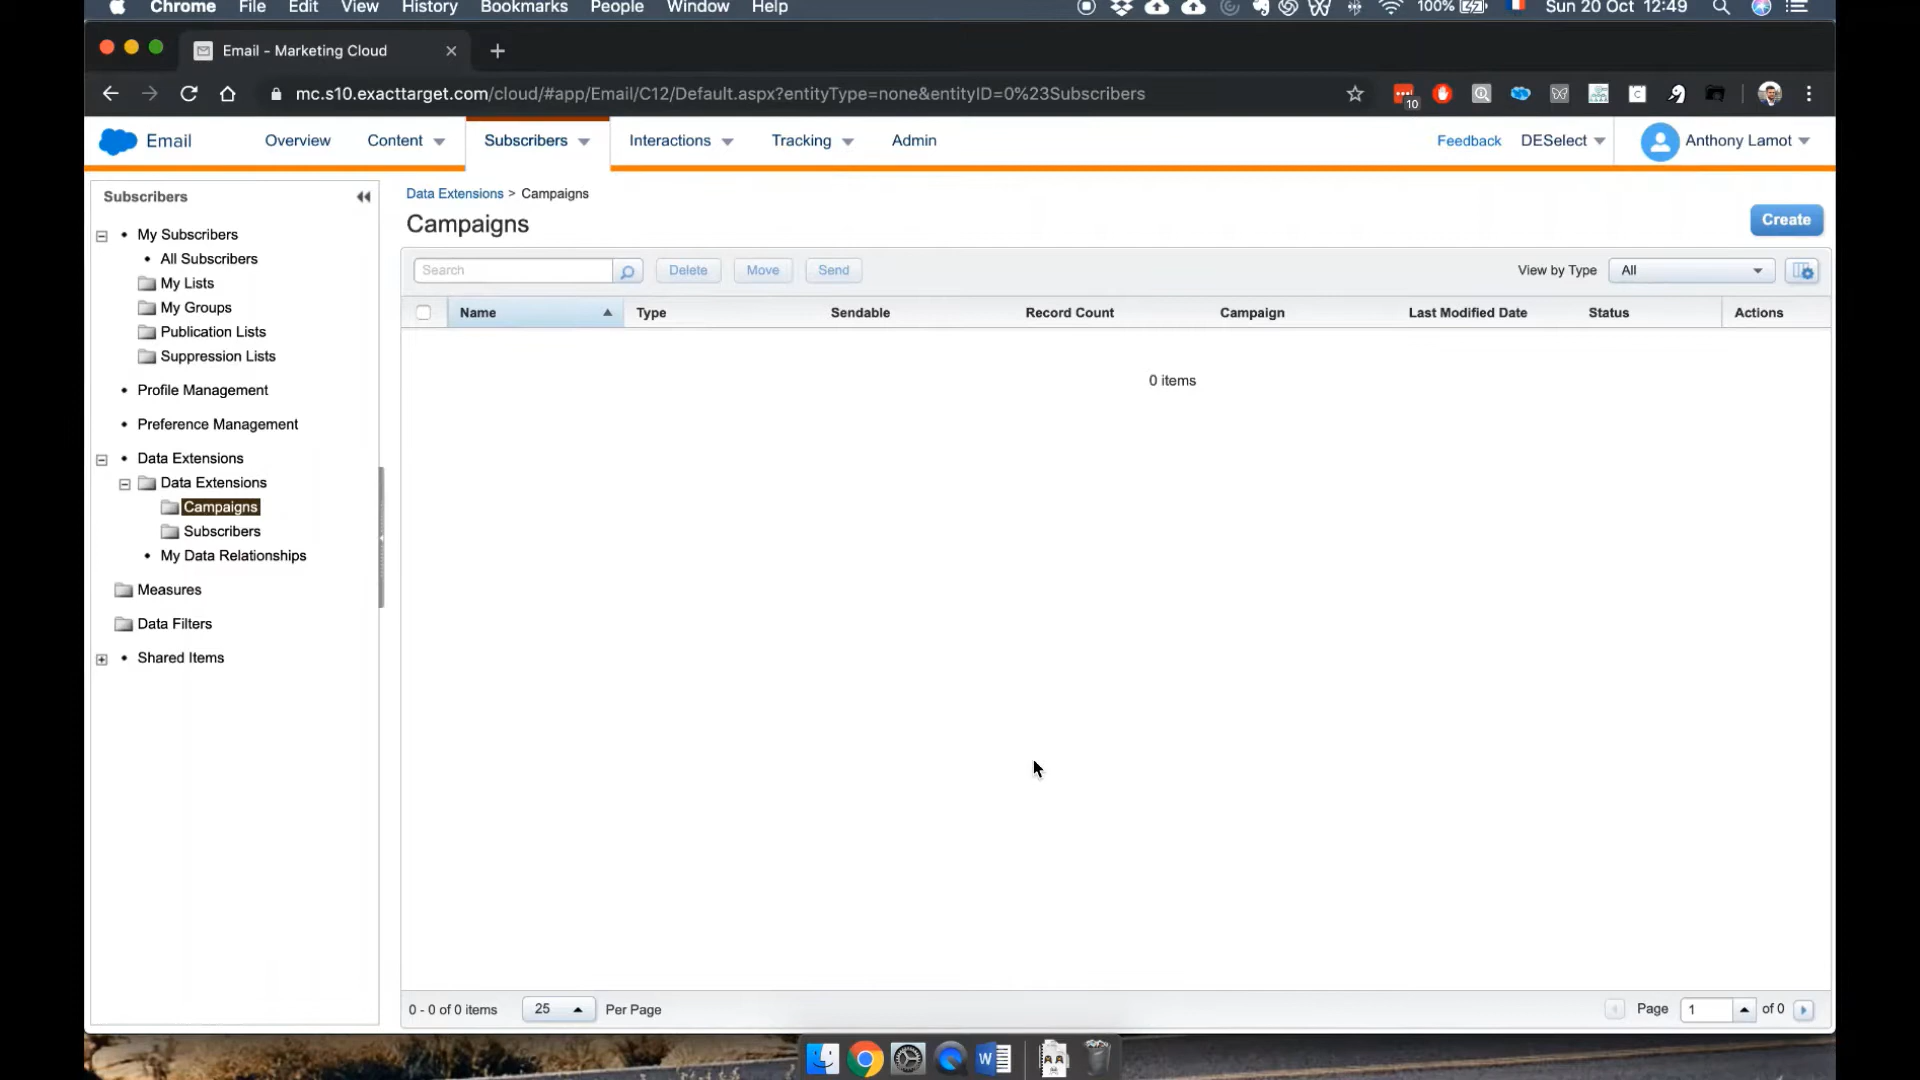 Chrome File Edit View History Bookmarks People Window Help 100% Sun 20 Oct 12:49
Email - Marketing Cloud
mc.s10.exacttarget.com/cloud/#app/Email/C12/Default.aspx?entityType=none&entityID=0%23Subscribers
10
Email Overview Content Subscribers Interactions Tracking Admin Feedback DESelect Anthony Lamot
Subscribers
My Subscribers
All Subscribers
My Lists
My Groups
Publication Lists
Suppression Lists
Profile Management
Preference Management
Data Extensions
Data Extensions
Campaigns
Subscribers
My Data Relationships
Measures
Data Filters
Shared Items
Data Extensions > Campaigns
Campaigns
Create
Search Delete Move Send View by Type All
Name Type Sendable Record Count Campaign Last Modified Date Status Actions
0 items
0 - 0 of 0 items 25 Per Page Page 1 of 0
W